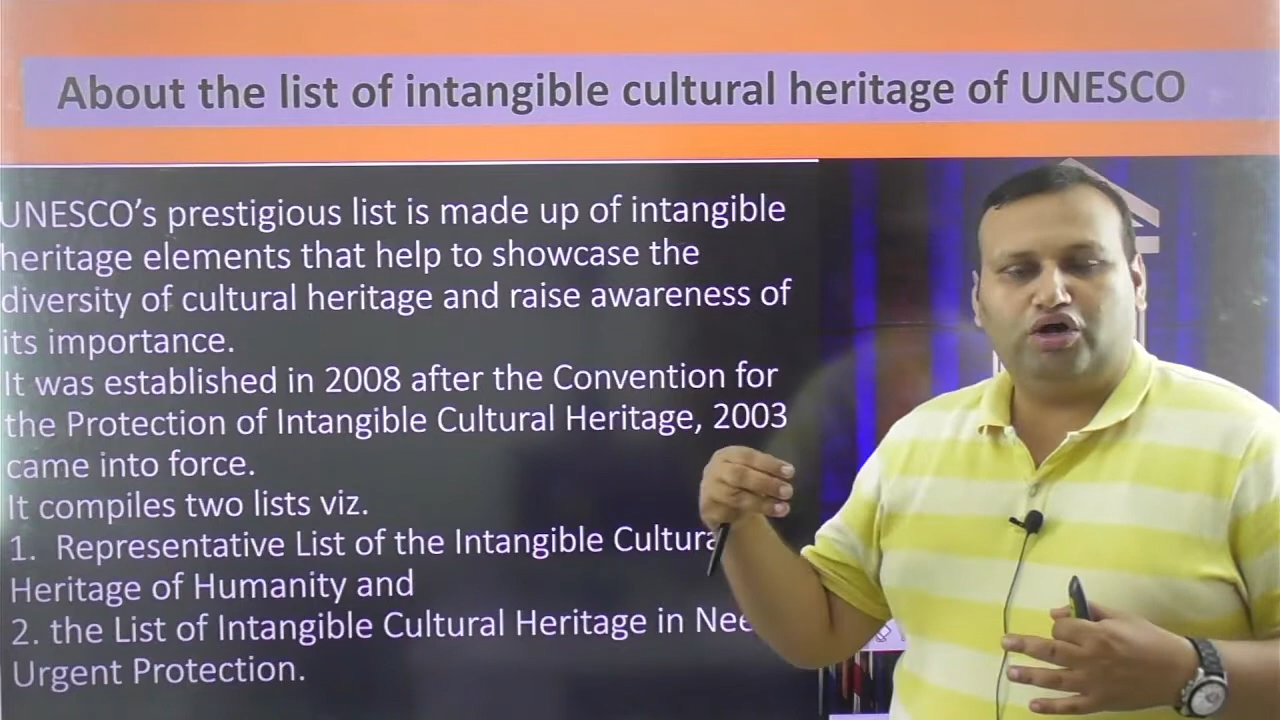 About the list of intangible cultural heritage of UNESCO
UNESCO's prestigious list is made up of intangible
heritage elements that help to showcase the
diversity of cultural heritage and raise awareness of
its importance.
It was established in 2008 after the Convention for
the Protection of Intangible Cultural Heritage, 2003
came into force.
It compiles two lists viz.
1. Representative List of the Intangible Cultura
Heritage of Humanity and
2. the List of Intangible Cultural Heritage in Nee
Urgent Protection.